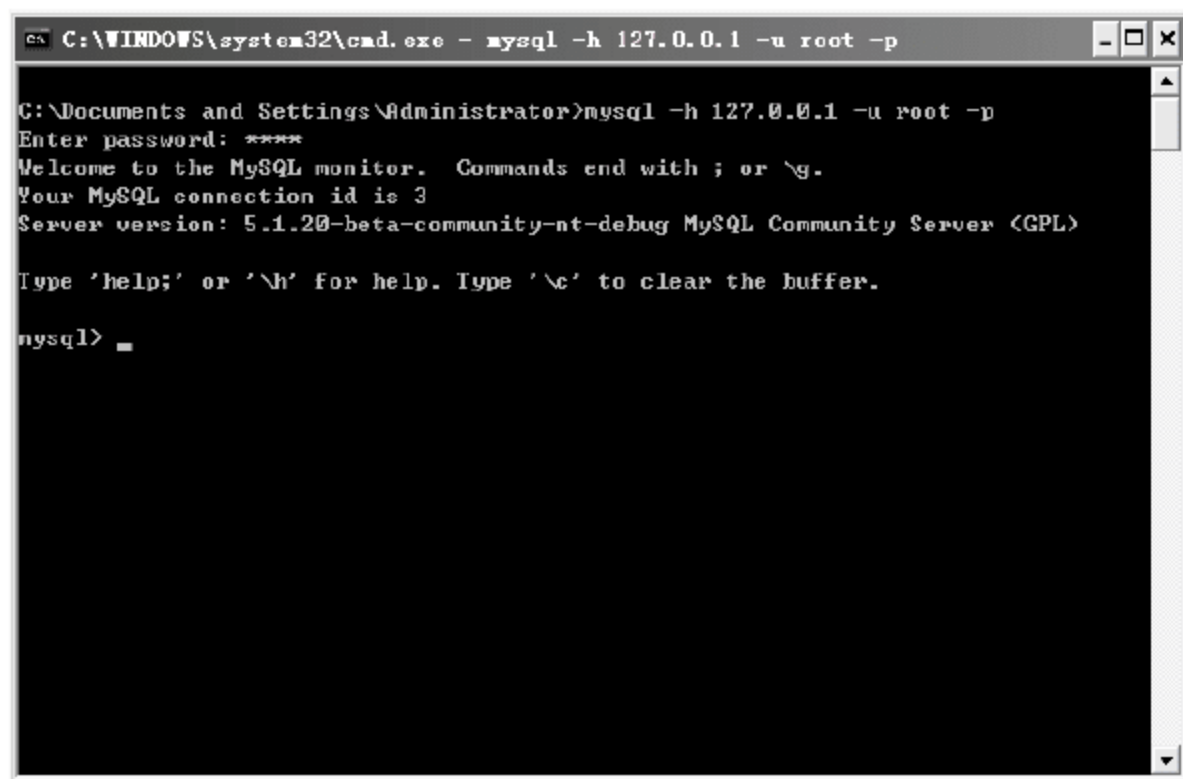 C:\WINDOWS\system32\cmd.exe - mysql -h 127.0.0.1 -u root -p
C:\Documents and Settings\Administrator>mysql -h 127.0.0.1 -u root -p
Enter password: ****
Welcome to the MySQL monitor.  Commands end with ; or \g.
Your MySQL connection id is 3
Server version: 5.1.20-beta-community-nt-debug MySQL Community Server (GPL)
Type 'help;' or '\h' for help. Type '\c' to clear the buffer.
mysql> _